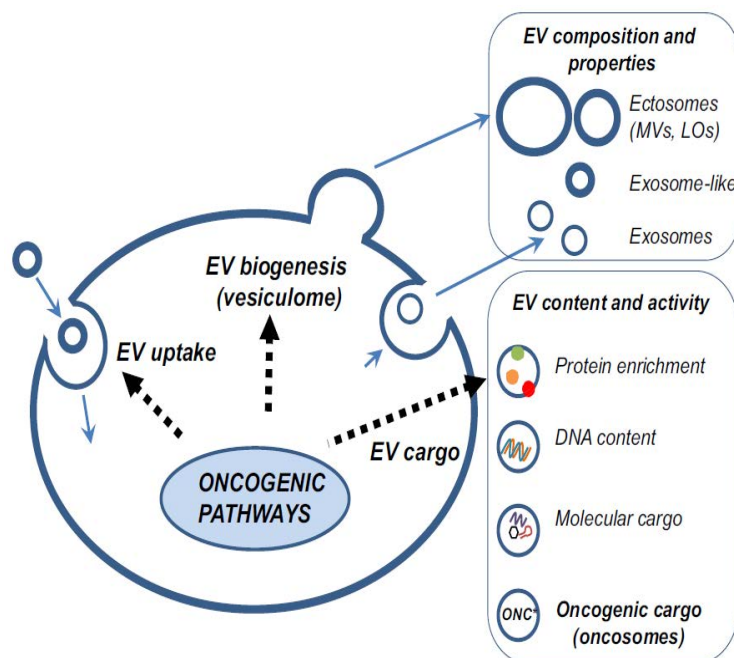 EV composition and
properties
Ectosomes
(MVs, LOs)
Exosome-like
Exosomes
EV biogenesis
(vesiculome)
EV uptake
EV cargo
ONCOGENIC
PATHWAYS
EV content and activity
Protein enrichment
DNA content
Molecular cargo
ONC*
Oncogenic cargo
(oncosomes)